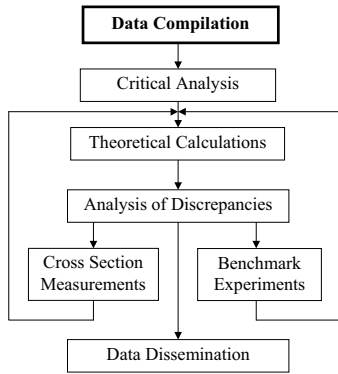 Data Compilation
Critical Analysis
Theoretical Calculations
Analysis of Discrepancies
Cross Section
Measurements
Benchmark
Experiments
Data Dissemination